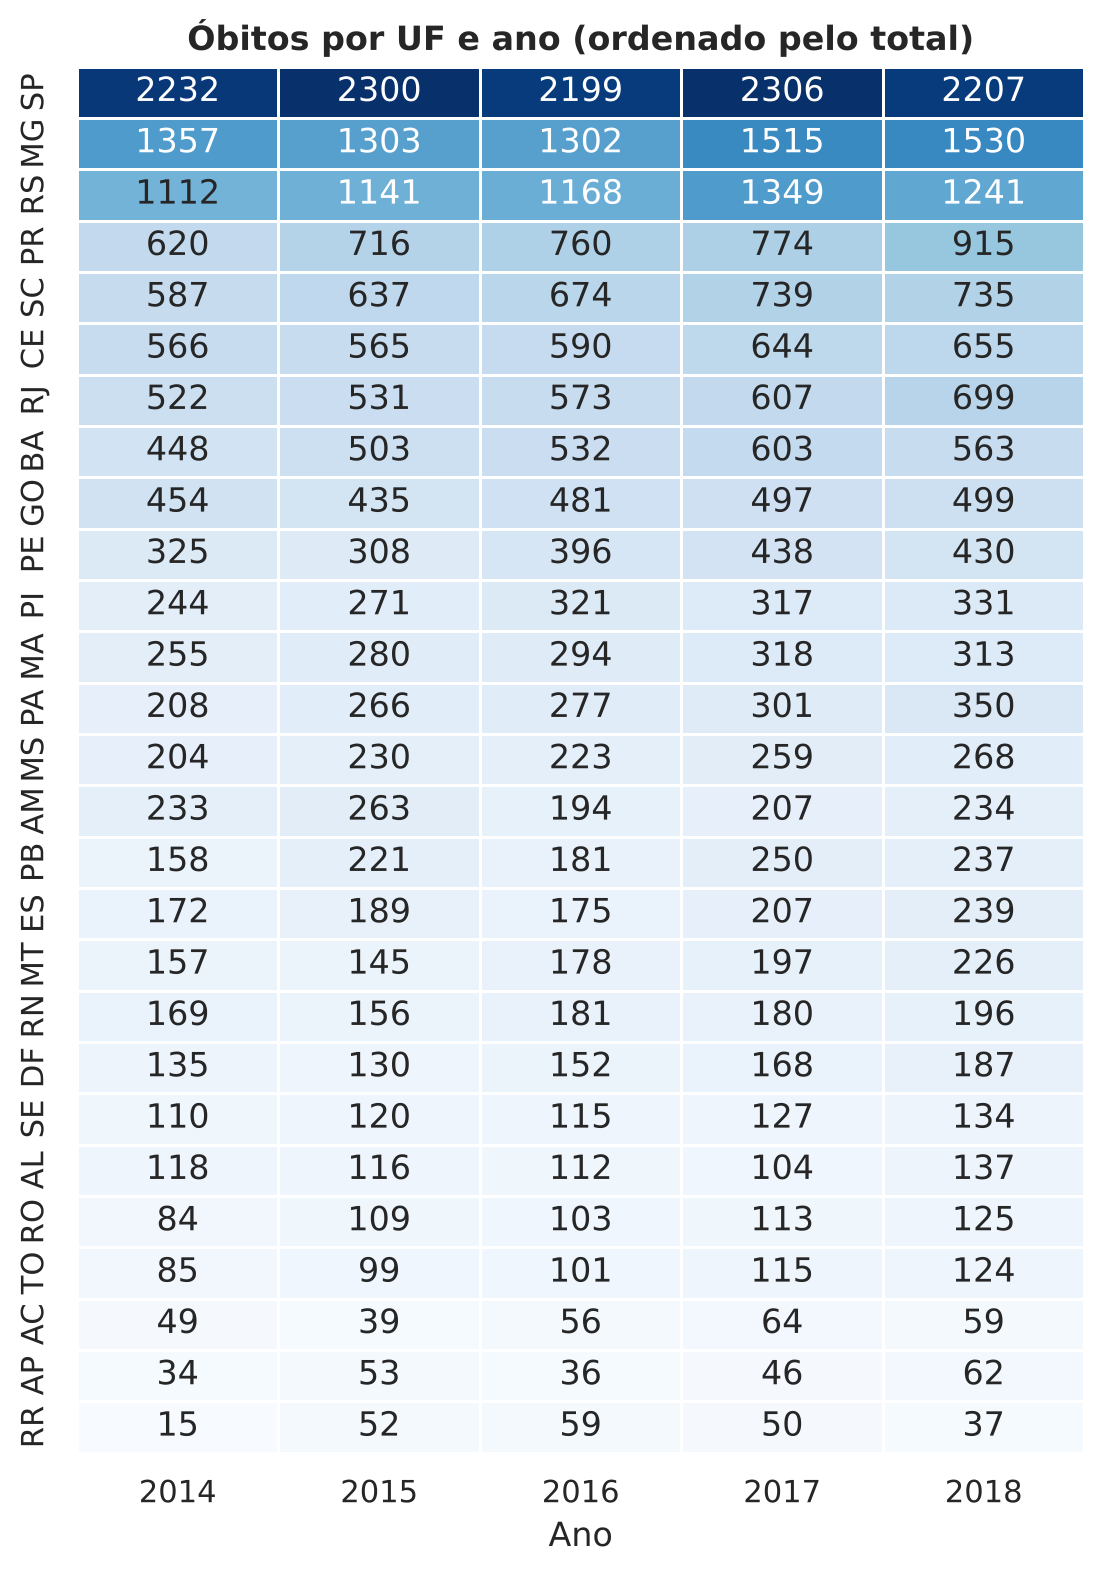 Óbitos por UF e ano (ordenado pelo total)
SP 2232 2300 2199 2306 2207
MG 1357 1303 1302 1515 1530
RS 1112 1141 1168 1349 1241
PR 620 716 760 774 915
SC 587 637 674 739 735
CE 566 565 590 644 655
RJ 522 531 573 607 699
BA 448 503 532 603 563
GO 454 435 481 497 499
PE 325 308 396 438 430
PI 244 271 321 317 331
MA 255 280 294 318 313
PA 208 266 277 301 350
MS 204 230 223 259 268
AM 233 263 194 207 234
PB 158 221 181 250 237
ES 172 189 175 207 239
MT 157 145 178 197 226
RN 169 156 181 180 196
DF 135 130 152 168 187
SE 110 120 115 127 134
AL 118 116 112 104 137
RO 84 109 103 113 125
TO 85 99 101 115 124
AC 49 39 56 64 59
AP 34 53 36 46 62
RR 15 52 59 50 37
2014 2015 2016 2017 2018
Ano